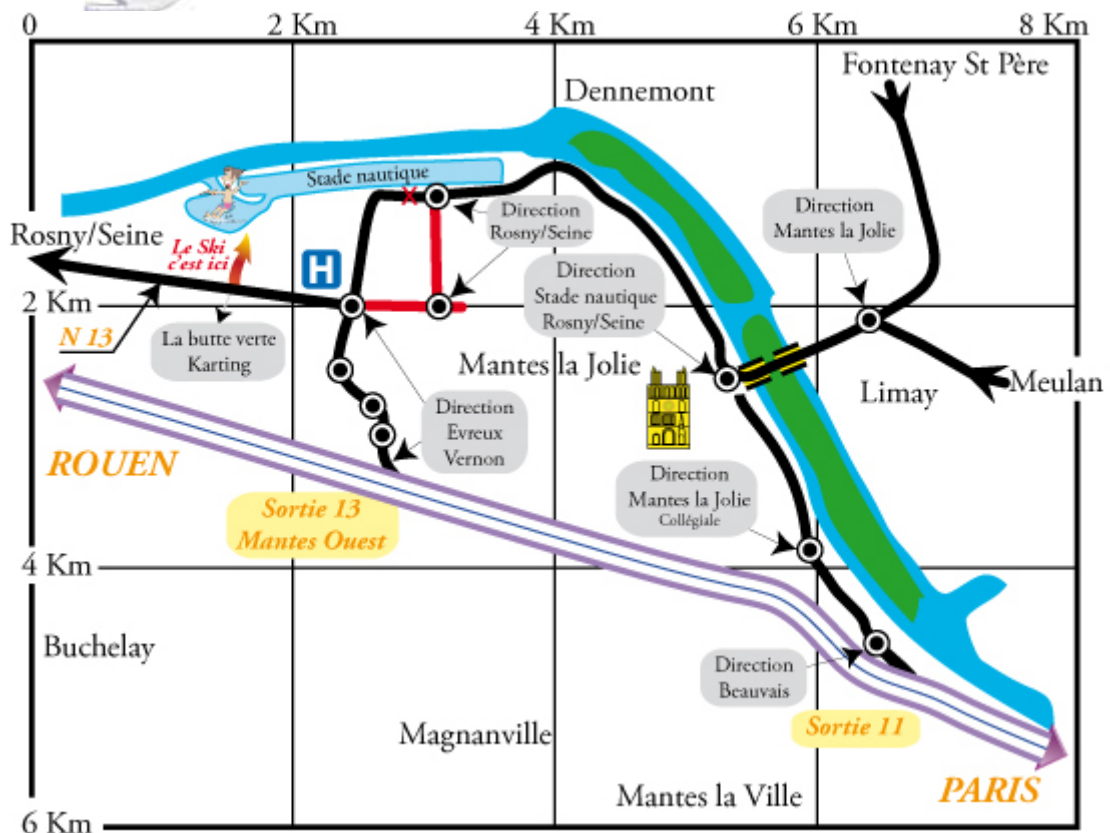 0
2 Km
4 Km
6 Km
8 Km
Fontenay St Père
Dennemont
Stade nautique
Direction
Rosny/Seine
Direction
Mantes la Jolie
Rosny/Seine
Le Ski
c'est ici
H
Direction
Stade nautique
Rosny/Seine
2 Km
N 13
La butte verte
Karting
Mantes la Jolie
Limay
Meulan
Direction
Evreux
Vernon
ROUEN
Sortie 13
Mantes Ouest
Direction
Mantes la Jolie
Collégiale
4 Km
Buchelay
Direction
Beauvais
Sortie 11
Magnanville
Mantes la Ville
PARIS
6 Km